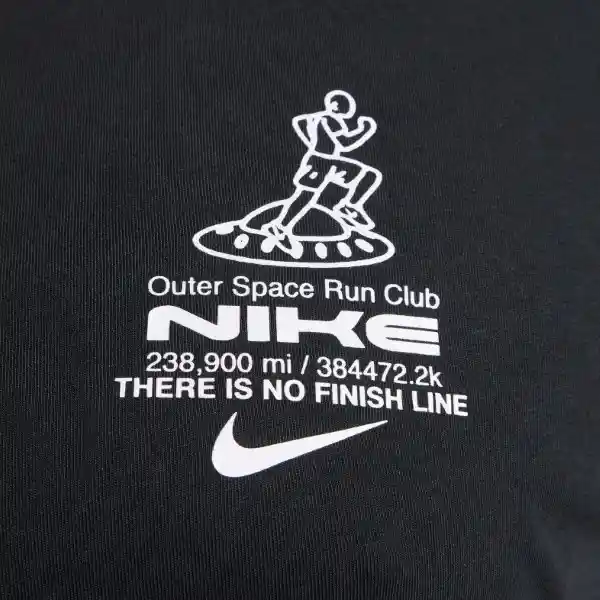 Outer Space Run Club
NIKE
238,900 mi / 384472.2k
THERE IS NO FINISH LINE